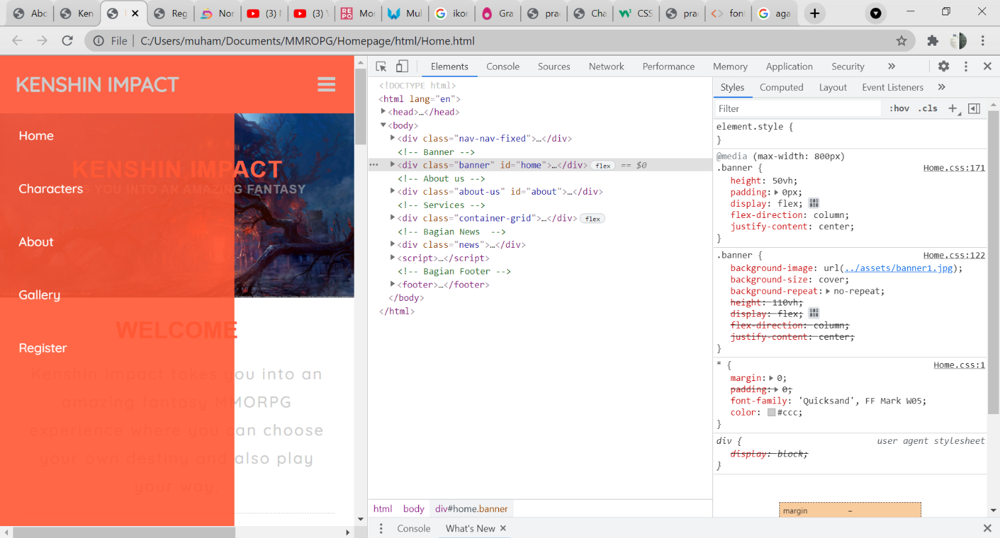 Abc
Ken
I
Reg
Nor
(3) N
(3) Y
Mor
Mul
ikor
Gra
prac
Cha
CSS
prac
fon
aga
File | C:/Users/muham/Documents/MMROPG/Homepage/html/Home.html
KENSHIN IMPACT
Home
KENSHIN IMPACT
Characters
S YOU INTO AN AMAZING FANTASY
About
Gallery
WELCOME
Register
Kenshin Impact takes you into an
amazing fantasy MMORPG
experience where you can choose
your own destiny and also play
your way.
Elements Console Sources Network Performance Memory Application Security »
<!DOCTYPE html>
<html lang="en">
<head>…</head>
<body>
<div class="nav-nav-fixed">…</div>
<!-- Banner -->
<div class="banner" id="home">…</div> flex == $0
<!-- About us -->
<div class="about-us" id="about">…</div>
<!-- Services -->
<div class="container-grid">…</div> flex
<!-- Bagian News  -->
<div class="news">…</div>
<script>…</script>
<!-- Bagian Footer -->
<footer>…</footer>
</body>
</html>
html body div#home.banner
Styles Computed Layout Event Listeners »
Filter :hov .cls +
element.style {
}
@media (max-width: 800px)
.banner { Home.css:171
height: 50vh;
padding: 0px;
display: flex;
flex-direction: column;
justify-content: center;
}
.banner { Home.css:122
background-image: url(../assets/banner1.jpg);
background-size: cover;
background-repeat: no-repeat;
height: 110vh;
display: flex;
flex-direction: column;
justify-content: center;
}
* { Home.css:1
margin: 0;
padding: 0;
font-family: 'Quicksand', FF Mark W05;
color: #ccc;
}
div { user agent stylesheet
display: block;
}
margin –
Console What's New